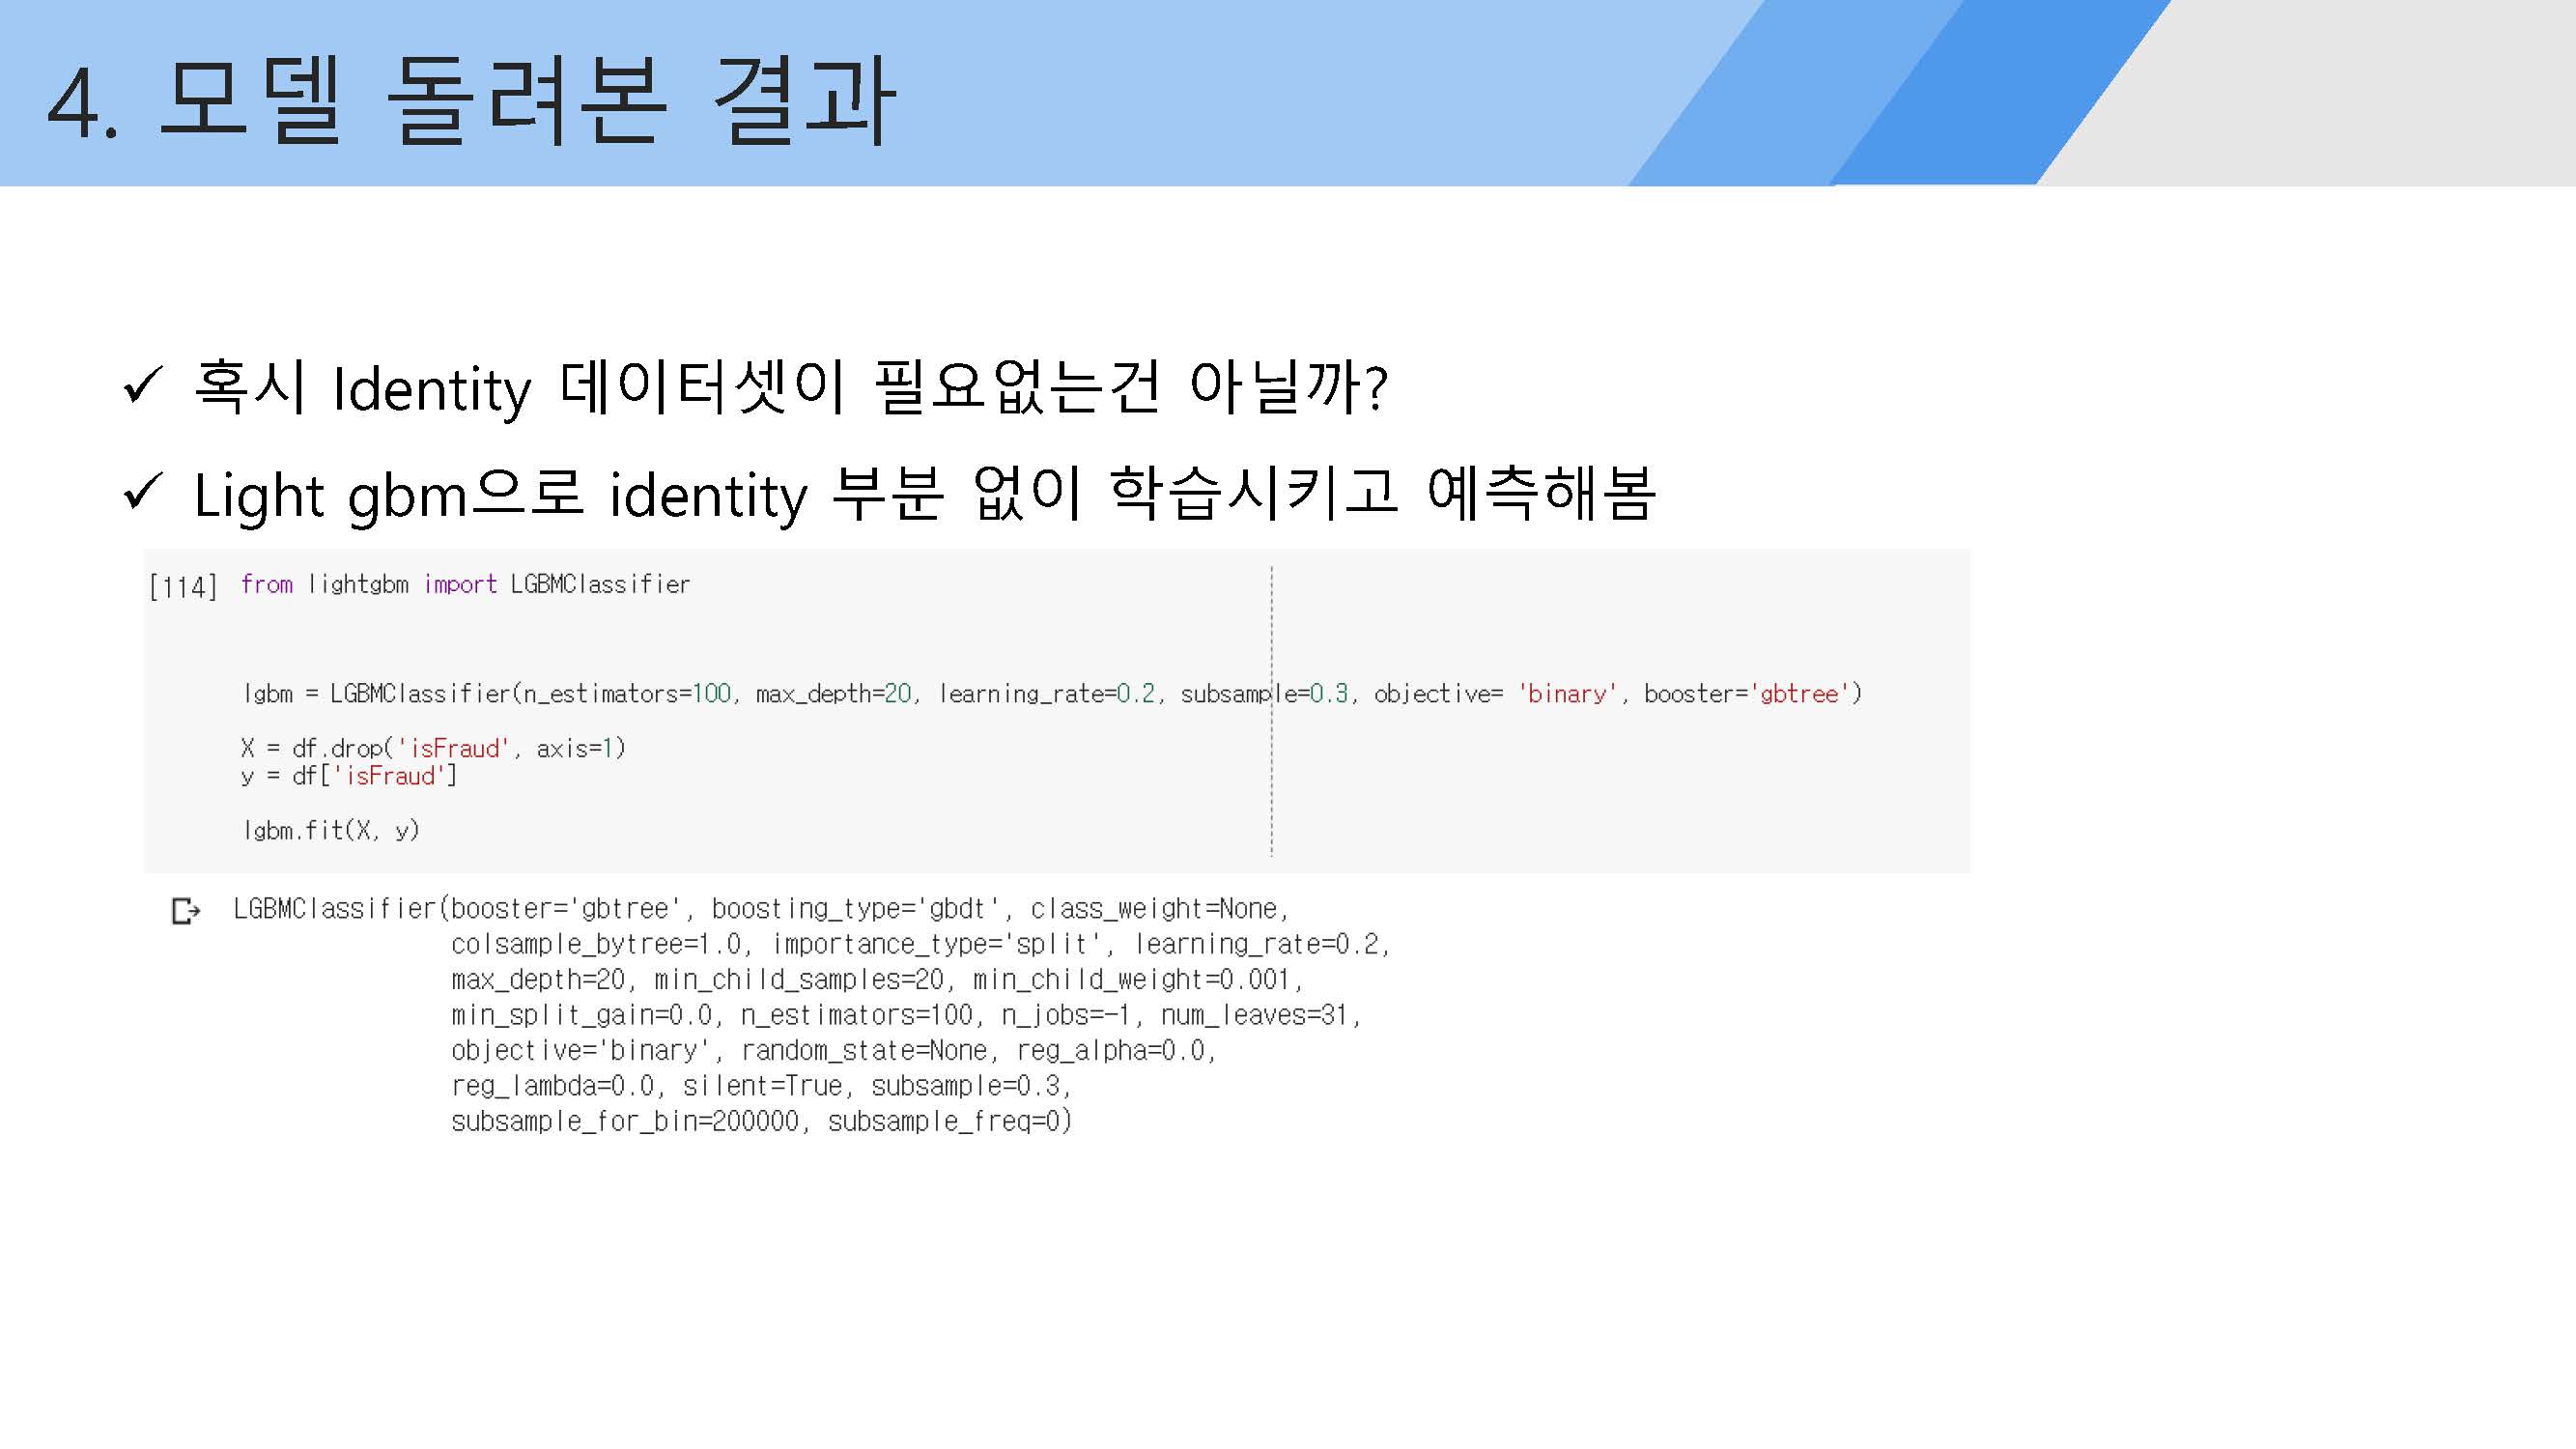 4. 모델 돌려본 결과
✓ 혹시 Identity 데이터셋이 필요없는건 아닐까?
✓ Light gbm으로 identity 부분 없이 학습시키고 예측해봄
[114] from lightgbm import LGBMClassifier
lgbm = LGBMClassifier(n_estimators=100, max_depth=20, learning_rate=0.2, subsample=0.3, objective= 'binary', booster='gbtree')
X = df.drop('isFraud', axis=1)
y = df['isFraud']
lgbm.fit(X, y)
LGBMClassifier(booster='gbtree', boosting_type='gbdt', class_weight=None,
colsample_bytree=1.0, importance_type='split', learning_rate=0.2,
max_depth=20, min_child_samples=20, min_child_weight=0.001,
min_split_gain=0.0, n_estimators=100, n_jobs=-1, num_leaves=31,
objective='binary', random_state=None, reg_alpha=0.0,
reg_lambda=0.0, silent=True, subsample=0.3,
subsample_for_bin=200000, subsample_freq=0)